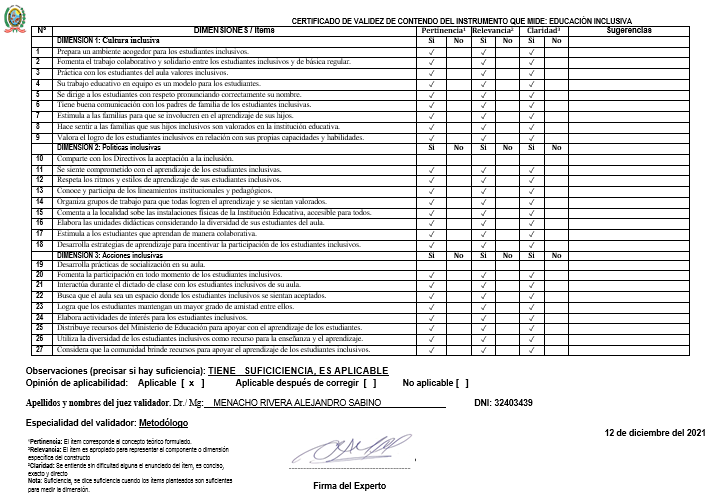 CERTIFICADO DE VALIDEZ DE CONTENDO DEL INSTRUMENTO QUE MIDE: EDUCACIÓN INCLUSIVA
Nº DIMENSIONES / ítems Pertinencia¹ Relevancia² Claridad³ Sugerencias
DIMENSION 1: Cultura inclusiva Si No Si No Si No
1 Prepara un ambiente acogedor para los estudiantes inclusivos. ✓ ✓ ✓
2 Fomenta el trabajo colaborativo y solidario entre los estudiantes inclusivos y de básica regular. ✓ ✓ ✓
3 Práctica con los estudiantes del aula valores inclusivos. ✓ ✓ ✓
4 Su trabajo educativo en equipo es un modelo para los estudiantes. ✓ ✓ ✓
5 Se dirige a los estudiantes con respeto pronunciando correctamente su nombre. ✓ ✓ ✓
6 Tiene buena comunicación con los padres de familia de los estudiantes inclusivas. ✓ ✓ ✓
7 Estimula a las familias para que se involucren en el aprendizaje de sus hijos. ✓ ✓ ✓
8 Hace sentir a las familias que sus hijos inclusivos son valorados en la institución educativa. ✓ ✓ ✓
9 Valora el logro de los estudiantes inclusivos en relación con sus propias capacidades y habilidades. ✓ ✓ ✓
DIMENSION 2: Políticas inclusivas Si No Si No Si No
10 Comparte con los Directivos la aceptación a la inclusión.
11 Se siente comprometido con el aprendizaje de los estudiantes inclusivas. ✓ ✓ ✓
12 Respeta los ritmos y estilos de aprendizaje de sus estudiantes inclusivos. ✓ ✓ ✓
13 Conoce y participa de los lineamientos institucionales y pedagógicos. ✓ ✓ ✓
14 Organiza grupos de trabajo para que todas logren el aprendizaje y se sientan valorados. ✓ ✓ ✓
15 Comenta a la localidad sobe las instalaciones físicas de la Institución Educativa, accesible para todos. ✓ ✓ ✓
16 Elabora las unidades didácticas considerando la diversidad de sus estudiantes del aula. ✓ ✓ ✓
17 Estimula a los estudiantes que aprendan de manera colaborativa. ✓ ✓ ✓
18 Desarrolla estrategias de aprendizaje para incentivar la participación de los estudiantes inclusivos. ✓ ✓ ✓
DIMENSION 3: Acciones inclusivas Si No Si No Si No
19 Desarrolla prácticas de socialización en su aula.
20 Fomenta la participación en todo momento de los estudiantes inclusivos. ✓ ✓ ✓
21 Interactúa durante el dictado de clase con los estudiantes inclusivos de su aula. ✓ ✓ ✓
22 Busca que el aula sea un espacio donde los estudiantes inclusivos se sientan aceptados. ✓ ✓ ✓
23 Logra que los estudiantes mantengan un mayor grado de amistad entre ellos. ✓ ✓ ✓
24 Elabora actividades de interés para los estudiantes inclusivos. ✓ ✓ ✓
25 Distribuye recursos del Ministerio de Educación para apoyar con el aprendizaje de los estudiantes. ✓ ✓ ✓
26 Utiliza la diversidad de los estudiantes inclusivos como recurso para la enseñanza y el aprendizaje. ✓ ✓ ✓
27 Considera que la comunidad brinde recursos para apoyar el aprendizaje de los estudiantes inclusivos. ✓ ✓ ✓
Observaciones (precisar si hay suficiencia): TIENE SUFICICIENCIA, ES APLICABLE
Opinión de aplicabilidad: Aplicable [ x ] Aplicable después de corregir [ ] No aplicable [ ]
Apellidos y nombres del juez validador. Dr./ Mg: MENACHO RIVERA ALEJANDRO SABINO DNI: 32403439
Especialidad del validador: Metodólogo
12 de diciembre del 2021
¹Pertinencia: El ítem corresponde al concepto teórico formulado.
²Relevancia: El ítem es apropiado para representar al componente o dimensión
específica del constructo
³Claridad: Se entiende sin dificultad alguna el enunciado del ítem, es conciso,
exacto y directo
Nota: Suficiencia, se dice suficiencia cuando los ítems planteados son suficientes
para medir la dimensión.
Firma del Experto